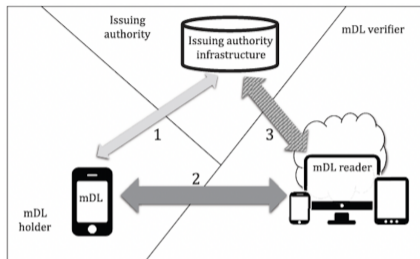 Issuing
authority
Issuing authority
infrastructure
mDL verifier
1
3
2
mDL reader
mDL
mDL
holder